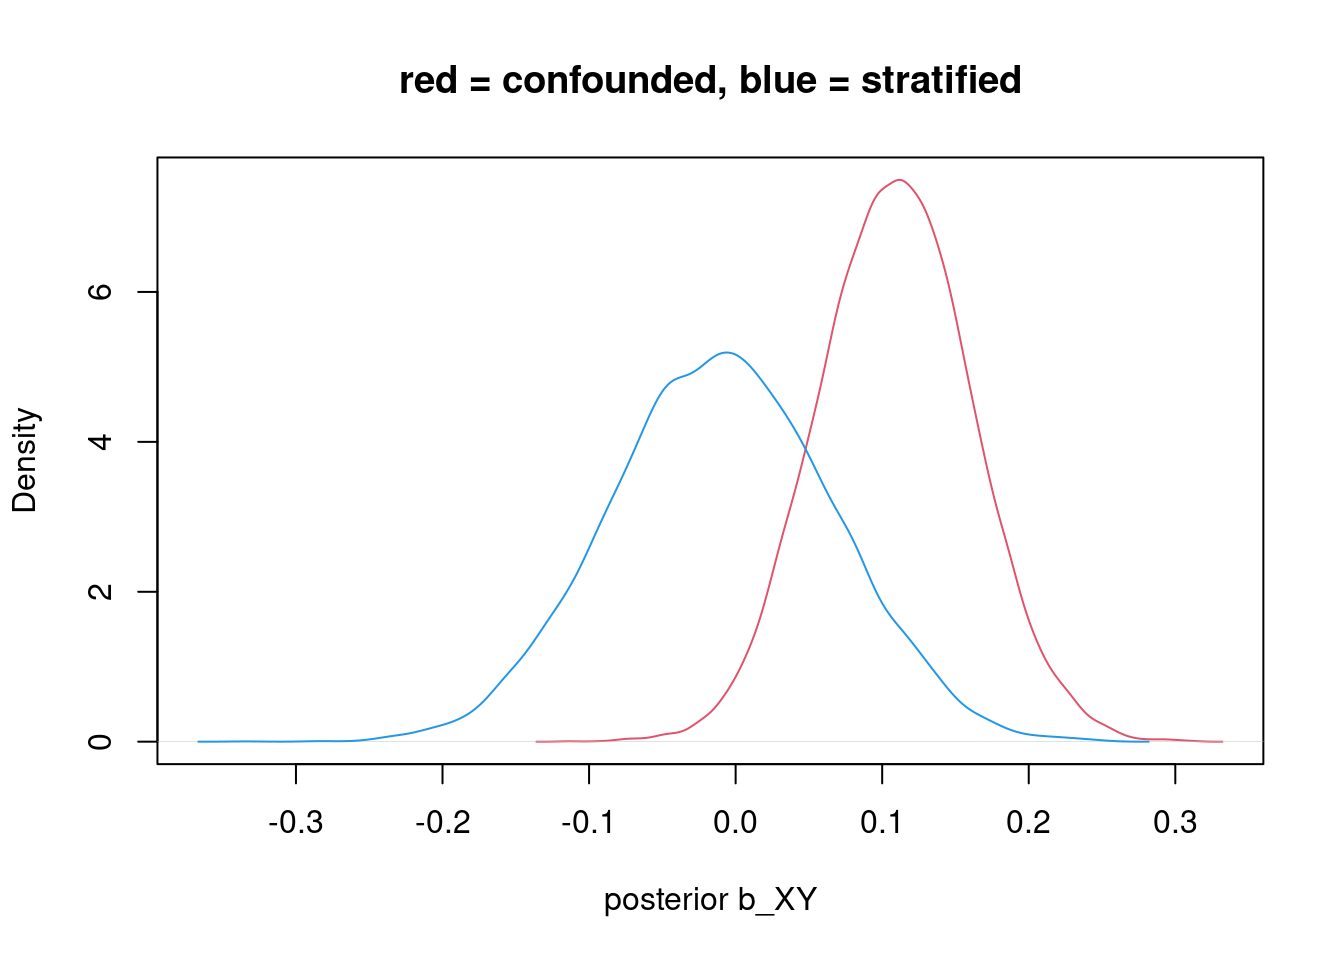 red = confounded, blue = stratified
Density
6
4
2
0
-0.3 -0.2 -0.1 0.0 0.1 0.2 0.3
posterior b_XY